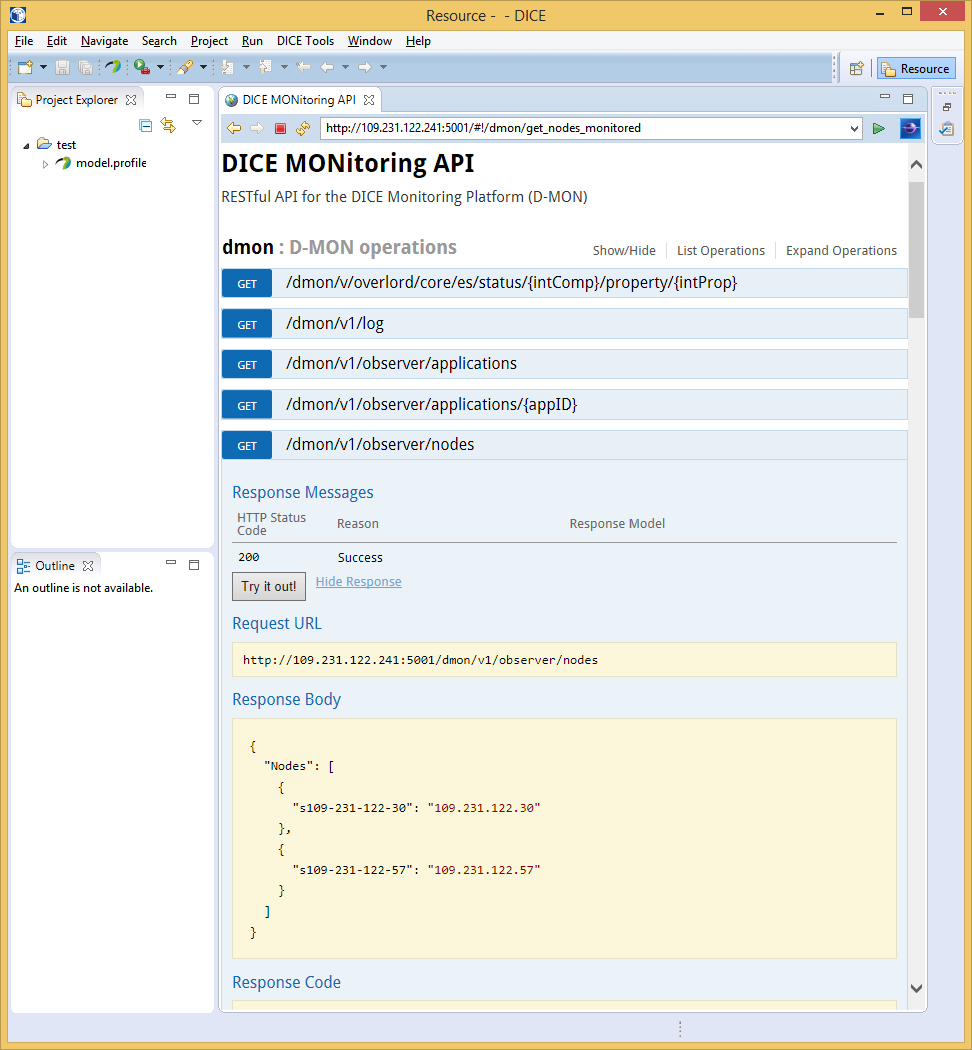 Resource - - DICE
File Edit Navigate Search Project Run DICE Tools Window Help
Resource
Project Explorer
test
model.profile
Outline
An outline is not available.
DICE MONitoring API
http://109.231.122.241:5001/#!/dmon/get_nodes_monitored
DICE MONitoring API
RESTful API for the DICE Monitoring Platform (D-MON)
dmon : D-MON operations
Show/Hide List Operations Expand Operations
GET /dmon/v/overlord/core/es/status/{intComp}/property/{intProp}
GET /dmon/v1/log
GET /dmon/v1/observer/applications
GET /dmon/v1/observer/applications/{appID}
GET /dmon/v1/observer/nodes
Response Messages
HTTP Status Code Reason Response Model
200 Success
Try it out! Hide Response
Request URL
http://109.231.122.241:5001/dmon/v1/observer/nodes
Response Body
{
"Nodes": [
{
"s109-231-122-30": "109.231.122.30"
},
{
"s109-231-122-57": "109.231.122.57"
}
]
}
Response Code